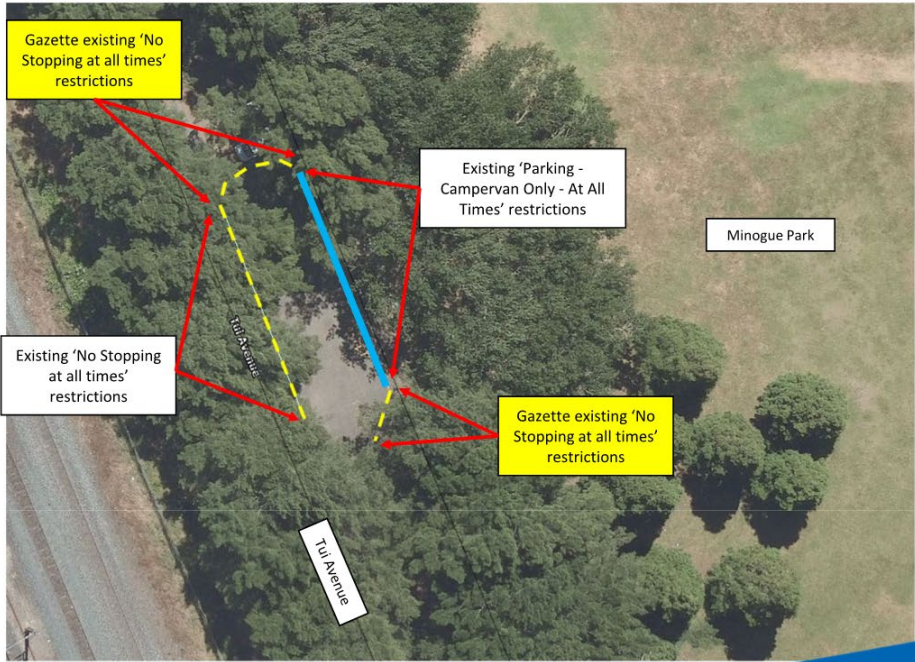 Gazette existing ‘No
Stopping at all times’
restrictions
Existing ‘Parking -
Campervan Only - At All
Times’ restrictions
Minogue Park
Tui Avenue
Existing ‘No Stopping
at all times’
restrictions
Gazette existing ‘No
Stopping at all times’
restrictions
Tui Avenue